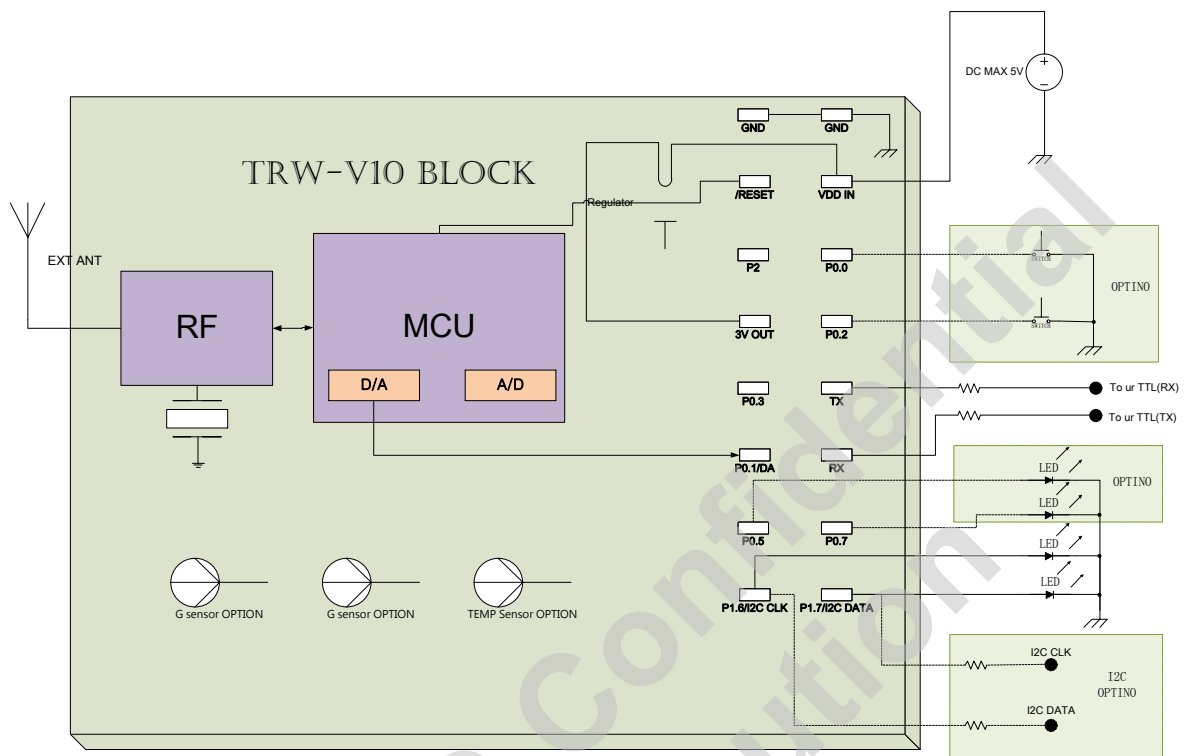 DC MAX 5V
GND GND
TRW-V10 BLOCK
/RESET VDD IN
Regulator
EXT ANT
P2 P0.0
SWITCH
OPTINO
RF
MCU
3V OUT P0.2
SWITCH
D/A A/D
P0.3 TX
To ur TTL(RX)
To ur TTL(TX)
P0.1/DA RX
LED
OPTINO
LED
P0.5 P0.7
LED
LED
P1.6/I2C CLK P1.7/I2C DATA
G sensor OPTION G sensor OPTION TEMP Sensor OPTION
I2C CLK
I2C
OPTINO
I2C DATA
Confidential